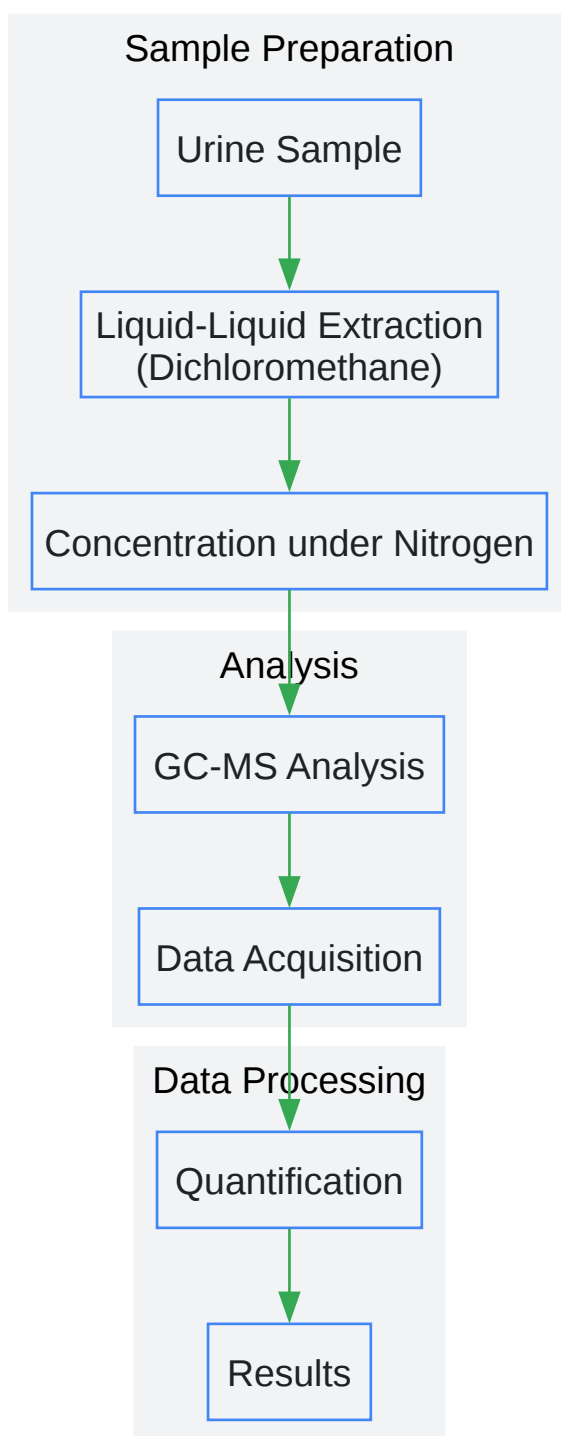 Sample Preparation
Urine Sample
Liquid-Liquid Extraction
(Dichloromethane)
Concentration under Nitrogen
Analysis
GC-MS Analysis
Data Acquisition
Data Processing
Quantification
Results